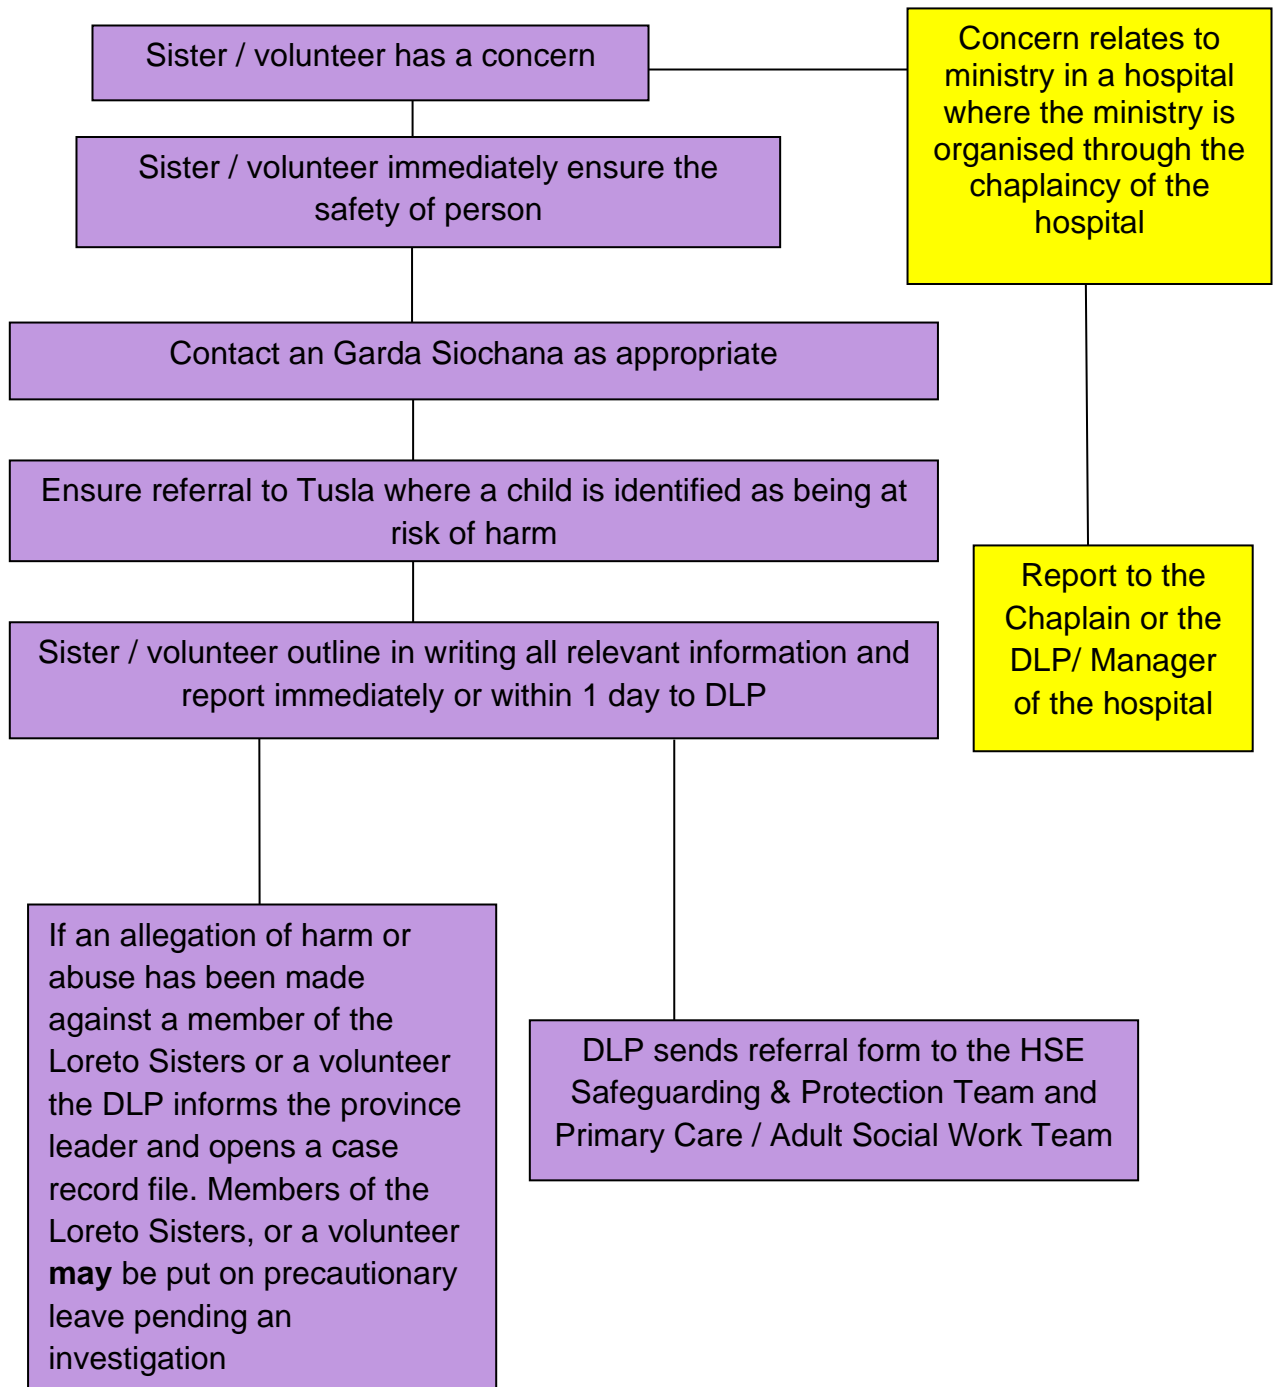 Sister / volunteer has a concern
Concern relates to
ministry in a hospital
where the ministry is
organised through the
chaplaincy of the
hospital
Sister / volunteer immediately ensure the
safety of person
Contact an Garda Siochana as appropriate
Ensure referral to Tusla where a child is identified as being at
risk of harm
Report to the
Chaplain or the
DLP/ Manager
of the hospital
Sister / volunteer outline in writing all relevant information and
report immediately or within 1 day to DLP
If an allegation of harm or
abuse has been made
against a member of the
Loreto Sisters or a volunteer
the DLP informs the province
leader and opens a case
record file. Members of the
Loreto Sisters, or a volunteer
may be put on precautionary
leave pending an
investigation
DLP sends referral form to the HSE
Safeguarding & Protection Team and
Primary Care / Adult Social Work Team